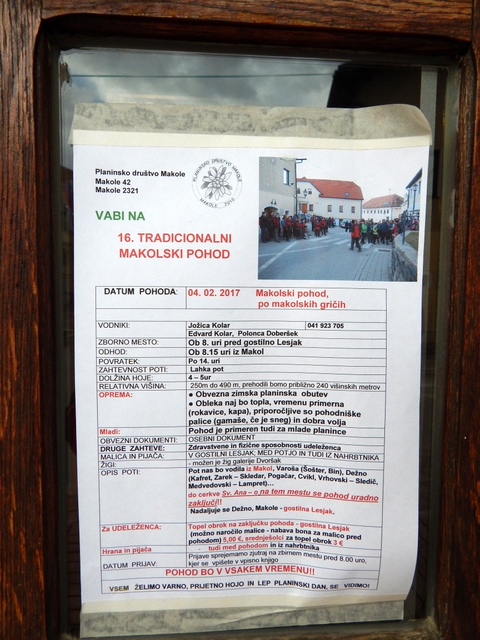 Planinsko društvo Makole
Makole 42
Makole 2321
PLANINSKO DRUŠTVO MAKOLE
MAKOLE 2010
VABI NA
16. TRADICIONALNI
MAKOLSKI POHOD
DATUM POHODA: 04. 02. 2017 Makolski pohod,
po makolskih gričih
VODNIKI: Jožica Kolar 041 923 705
Edvard Kolar, Polonca Doberšek
ZBORNO MESTO: Ob 8. uri pred gostilno Lesjak
ODHOD: Ob 8.15 uri iz Makol
POVRATEK: Po 14. uri
ZAHTEVNOST POTI: Lahka pot
DOLŽINA HOJE: 4 – 5ur
RELATIVNA VIŠINA: 250m do 490 m, prehodili bomo približno 240 višinskih metrov
OPREMA: ● Obvezna zimska planinska obutev
● Obleka naj bo topla, vremenu primerna
(rokavice, kapa), priporočljive so pohodniške
palice (gamaše, če je sneg) in dobra volja
Mladi: Pohod je primeren tudi za mlade planince
OBVEZNI DOKUMENTI: OSEBNI DOKUMENT
DRUGE ZAHTEVE: Zdravstvene in fizične sposobnosti udeleženca
MALICA IN PIJAČA: V GOSTILNI LESJAK, MED POTJO IN TUDI IZ NAHRBTNIKA
ŽIGI: - možen je žig galerije Dvoršak
OPIS POTI: Pot nas bo vodila iz Makol, Varoša (Šošter, Bin), Dežno
(Kafret, Zarek – Skledar, Pogačar, Cvikl, Vrhovski – Sledič,
Medvedovski – Lampret)…
do cerkve Sv. Ana – o na tem mestu se pohod uradno
zaključi!!
Nadaljuje se Dežno, Makole - gostilna Lesjak.
Za UDELEŽENCA: Topel obrok na zaključku pohoda - gostilna Lesjak
(možno naročilo malice - nabava bona za malico pred
pohodom) 5,00 €, srednješolci za topel obrok 3 €
Hrana in pijača - tudi med pohodom in iz nahrbtnika
DATUM PRIJAV: Prijave sprejemamo zjutraj na zbirnem mestu pred 8.00 uro,
kjer se vpišete v vpisno knjigo
POHOD BO V VSAKEM VREMENU!!
VSEM ŽELIMO VARNO, PRIJETNO HOJO IN LEP PLANINSKI DAN, SE VIDIMO!